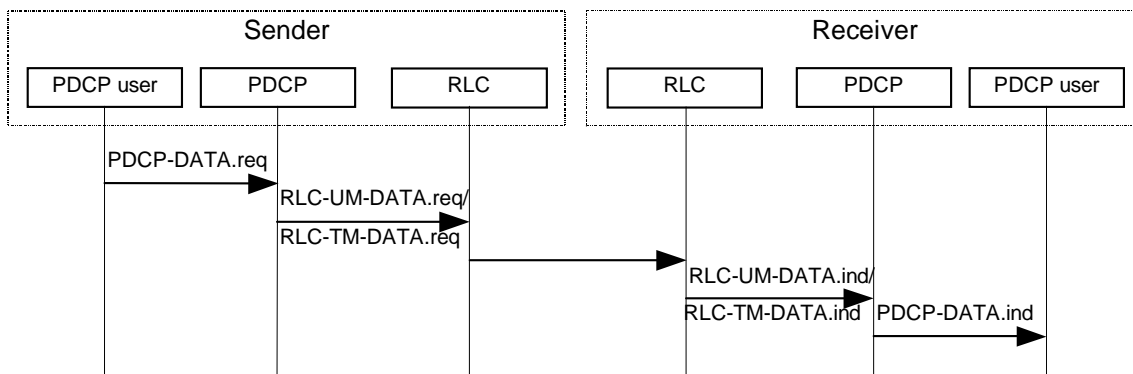 Sender
Receiver
PDCP user
PDCP
RLC
RLC
PDCP
PDCP user
PDCP-DATA.req
RLC-UM-DATA.req/
RLC-TM-DATA.req
RLC-UM-DATA.ind/
RLC-TM-DATA.ind
PDCP-DATA.ind